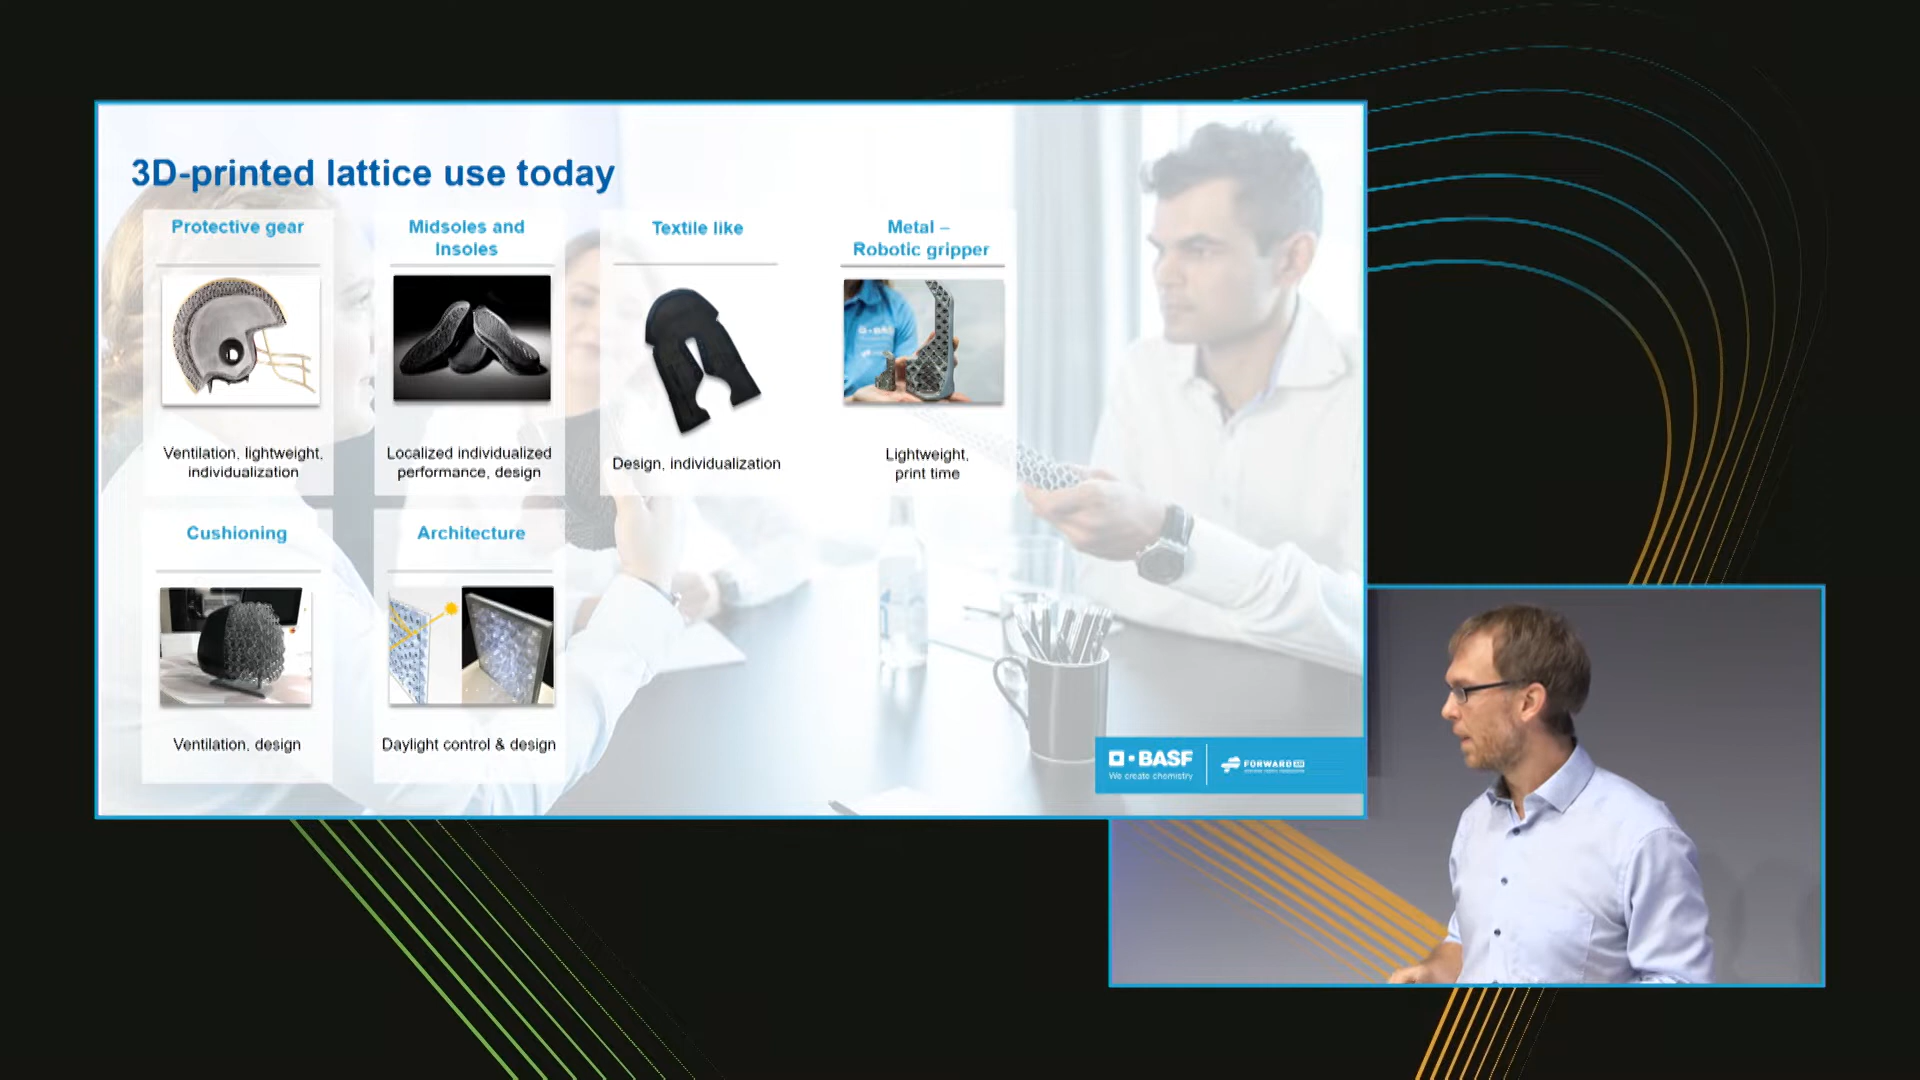 3D-printed lattice use today
Protective gear
Ventilation, lightweight,
individualization
Midsoles and
Insoles
Localized individualized
performance, design
Textile like
Design, individualization
Metal –
Robotic gripper
Lightweight,
print time
Cushioning
Ventilation, design
Architecture
Daylight control & design
BASF
We create chemistry
FORWARD AM